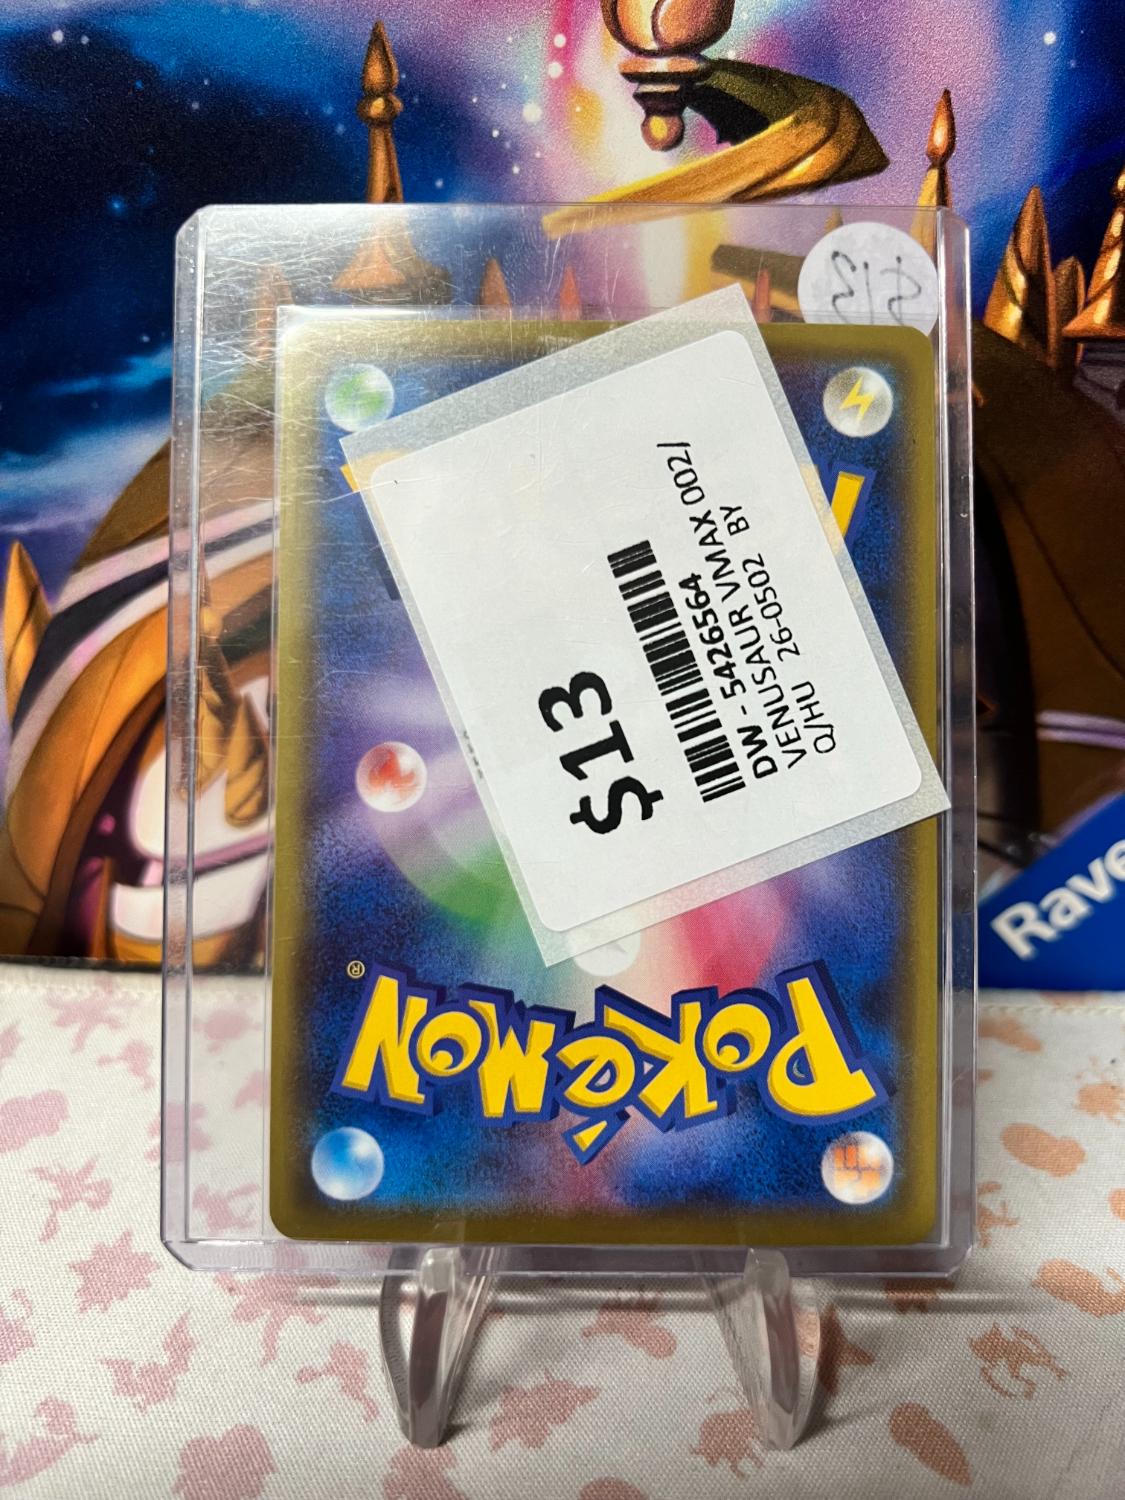 $13
DW - 5426564
VENUSAUR VMAX 002/
Q/HU 26-0502 BY
POKéMON
®
Rave